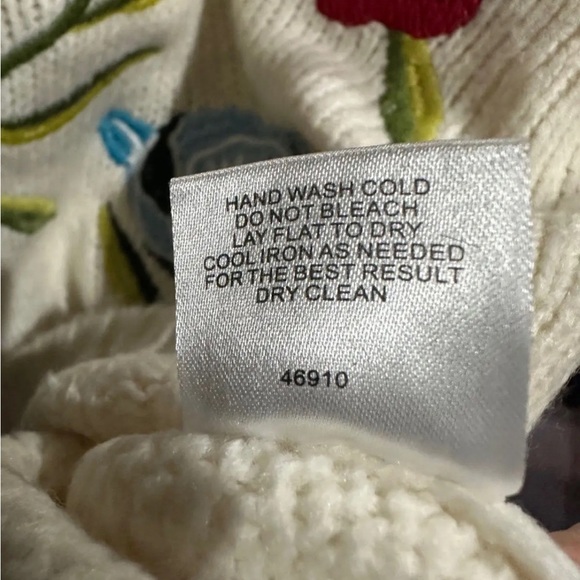 HAND WASH COLD
DO NOT BLEACH
LAY FLAT TO DRY
COOL IRON AS NEEDED
FOR THE BEST RESULT
DRY CLEAN
46910